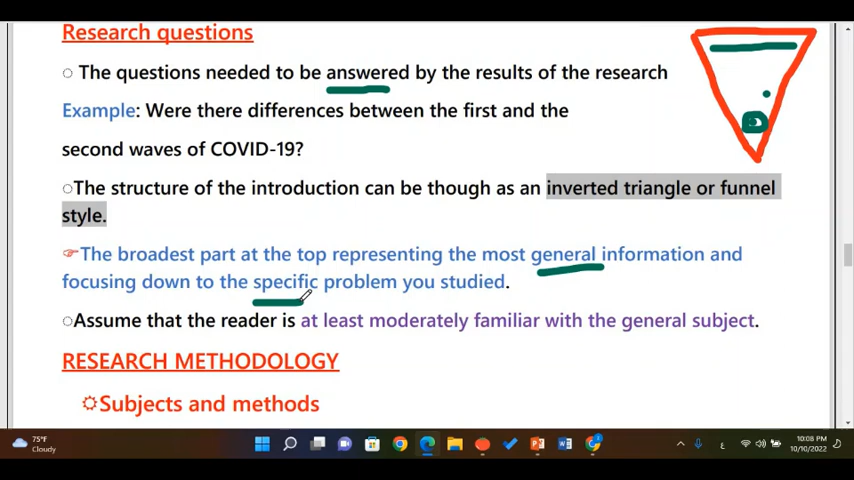 Research questions
○ The questions needed to be answered by the results of the research
Example: Were there differences between the first and the
second waves of COVID-19?
○The structure of the introduction can be though as an inverted triangle or funnel
style.
☞The broadest part at the top representing the most general information and
focusing down to the specific problem you studied.
○Assume that the reader is at least moderately familiar with the general subject.
RESEARCH METHODOLOGY
Subjects and methods
75°F
Cloudy
ع
10:08 PM
10/10/2022